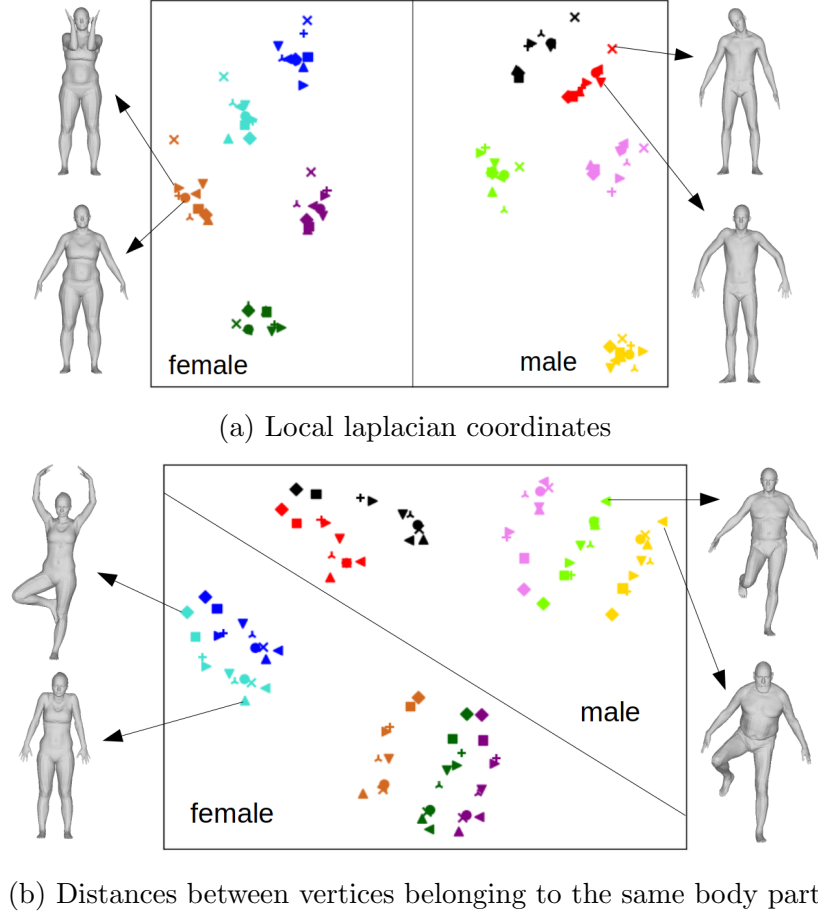 female
male
(a) Local laplacian coordinates
male
female
(b) Distances between vertices belonging to the same body part